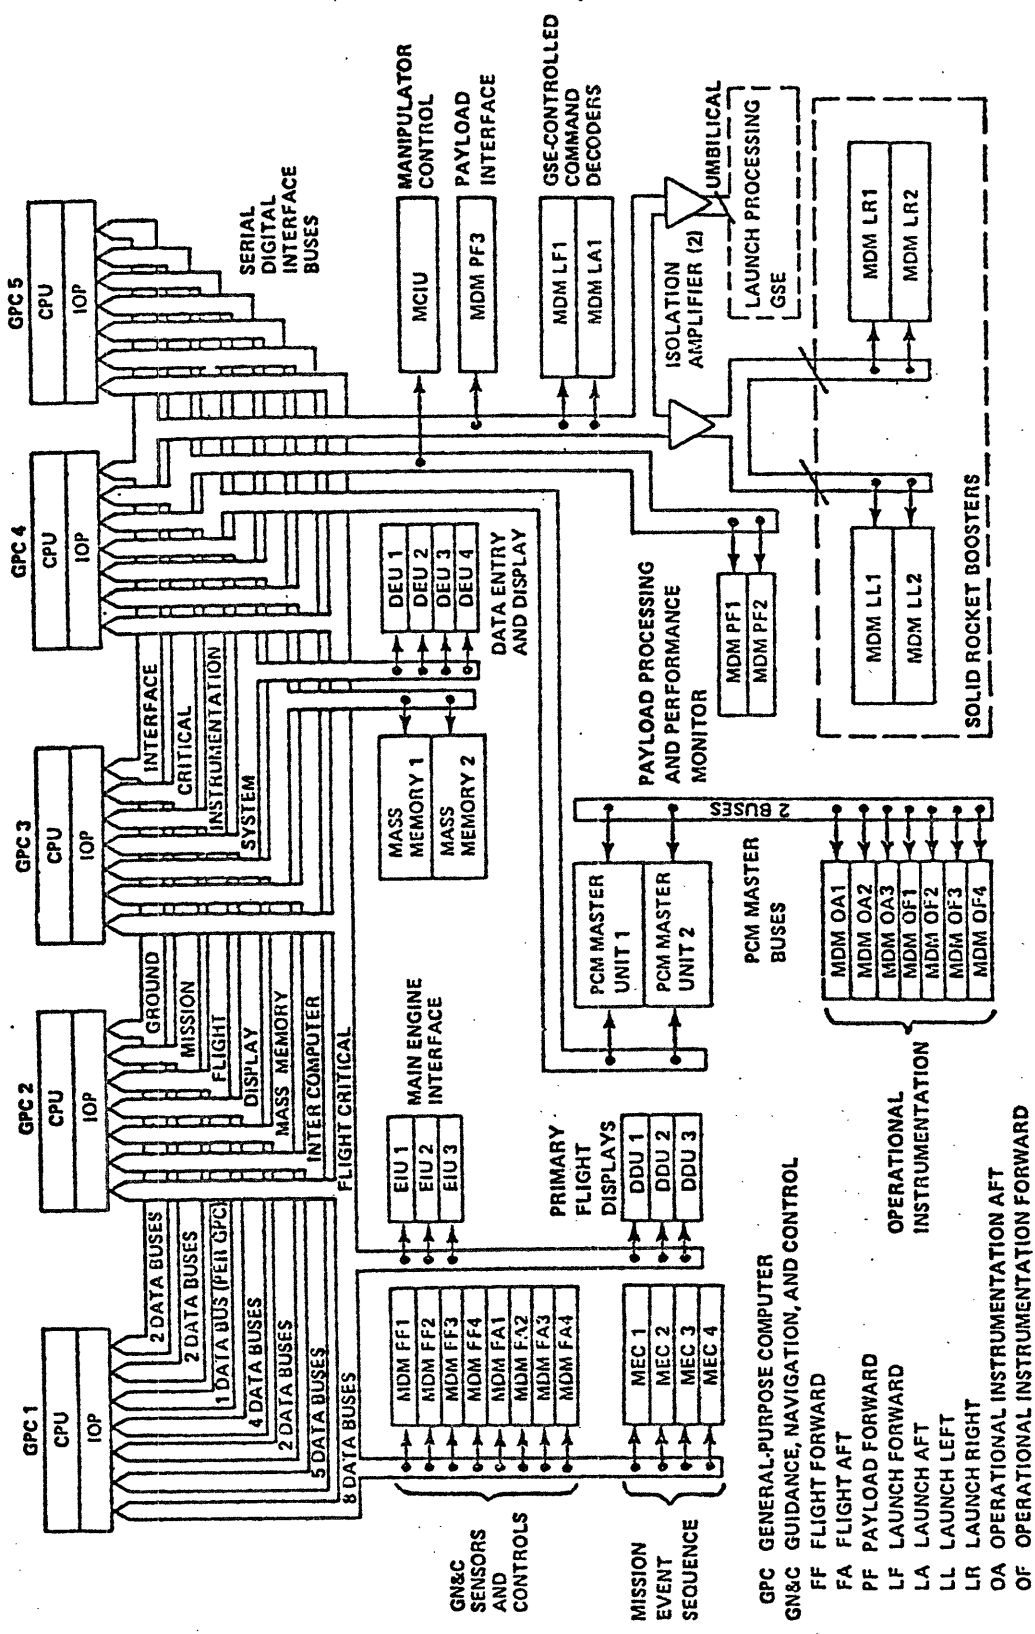 GPC 1
CPU
IOP
GPC 2
CPU
IOP
GPC 3
CPU
IOP
GPC 4
CPU
IOP
GPC 5
CPU
IOP
2 DATA BUSES
GROUND
INTERFACE
2 DATA BUSES
MISSION
CRITICAL
1 DATA BUS (PER GPC)
FLIGHT
INSTRUMENTATION
4 DATA BUSES
DISPLAY
SYSTEM
2 DATA BUSES
MASS MEMORY
5 DATA BUSES
INTER COMPUTER
8 DATA BUSES
FLIGHT CRITICAL
SERIAL
DIGITAL
INTERFACE
BUSES
GN&C
SENSORS
AND
CONTROLS
MDM FF1
MDM FF2
MDM FF3
MDM FF4
MDM FA1
MDM FA2
MDM FA3
MDM FA4
EIU 1
EIU 2
EIU 3
MAIN ENGINE
INTERFACE
MASS
MEMORY 1
MASS
MEMORY 2
DEU 1
DEU 2
DEU 3
DEU 4
DATA ENTRY
AND DISPLAY
MCIU
MANIPULATOR
CONTROL
MDM PF3
PAYLOAD
INTERFACE
MDM LF1
MDM LA1
GSE-CONTROLLED
COMMAND
DECODERS
MISSION
EVENT
SEQUENCE
MEC 1
MEC 2
MEC 3
MEC 4
PRIMARY
FLIGHT
DISPLAYS
DDU 1
DDU 2
DDU 3
PCM MASTER
UNIT 1
PCM MASTER
UNIT 2
2 BUSES
PCM MASTER
BUSES
PAYLOAD PROCESSING
AND PERFORMANCE
MONITOR
MDM PF1
MDM PF2
ISOLATION
AMPLIFIER (2)
UMBILICAL
LAUNCH PROCESSING
GSE
MDM LL1
MDM LL2
MDM LR1
MDM LR2
SOLID ROCKET BOOSTERS
MDM OA1
MDM OA2
MDM OA3
MDM OF1
MDM OF2
MDM OF3
MDM OF4
OPERATIONAL
INSTRUMENTATION
GPC GENERAL-PURPOSE COMPUTER
GN&C GUIDANCE, NAVIGATION, AND CONTROL
FF FLIGHT FORWARD
FA FLIGHT AFT
PF PAYLOAD FORWARD
LF LAUNCH FORWARD
LA LAUNCH AFT
LL LAUNCH LEFT
LR LAUNCH RIGHT
OA OPERATIONAL INSTRUMENTATION AFT
OF OPERATIONAL INSTRUMENTATION FORWARD